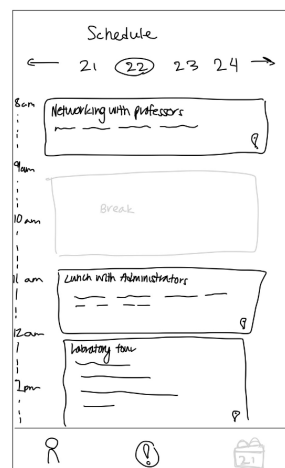 Schedule
21 22 23 24
8am
Networking with professors
9am
Break
10 am
11 am
Lunch with Administrators
12am
Laboratory tour
1pm
!
21